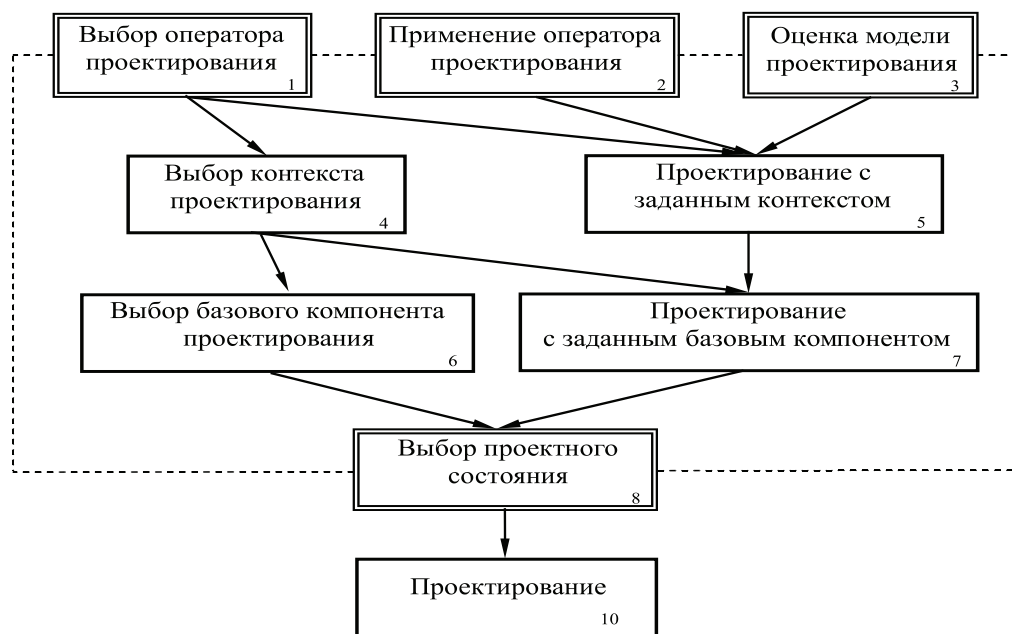 Выбор оператора
проектирования
1
Применение оператора
проектирования
2
Оценка модели
проектирования
3
Выбор контекста
проектирования
4
Проектирование с
заданным контекстом
5
Выбор базового компонента
проектирования
6
Проектирование
с заданным базовым компонентом
7
Выбор проектного
состояния
8
Проектирование
10